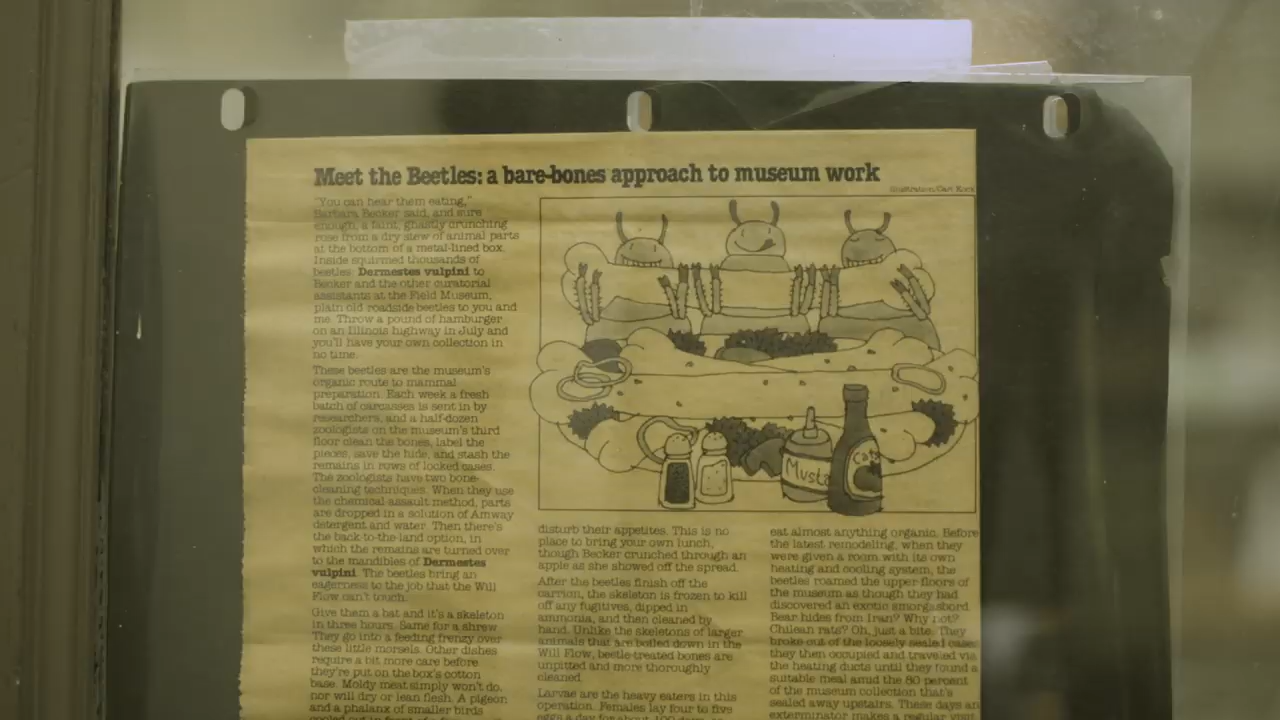 Meet the Beetles: a bare-bones approach to museum work
"You can hear them eating,"
Barbara Becker said, and sure
enough, a faint, ghastly crunching
rose from a dry stew of animal parts
at the bottom of a metal-lined box.
Inside squirmed thousands of
beetles: Dermestes vulpini to
Becker and the other curatorial
assistants at the Field Museum,
plain old roadside beetles to you and
me. Throw a pound of hamburger
on an Illinois highway in July and
you'll have your own collection in
no time.
These beetles are the museum's
organic route to mammal
preparation. Each week a fresh
batch of carcasses is sent in by
researchers, and a half-dozen
zoologists on the museum's third
floor clean the bones, label the
pieces, save the hide, and stash the
remains in rows of locked cases.
The zoologists have two bone-
cleaning techniques. When they use
the chemical assault method, parts
are dropped in a solution of Amway
detergent and water. Then there's
the back-to-the-land option, in
which the remains are turned over
to the mandibles of Dermestes
vulpini. The beetles bring an
eagerness to the job that the Will
Flow can't touch.
Give them a bat and it's a skeleton
in three hours. Same for a shrew
They go into a feeding frenzy over
these little morsels. Other dishes
require a bit more care before
they're put on the box's cotton
base. Moldy meat simply won't do,
nor will dry or lean flesh. A pigeon
and a phalanx of smaller birds
Illustration/Dan
Musta
Cats
disturb their appetites. This is no
place to bring your own lunch,
though Becker crunched through an
apple as she showed off the spread.
After the beetles finish off the
carrion, the skeleton is frozen to kill
off any fugitives, dipped in
ammonia, and then cleaned by
hand. Unlike the skeletons of larger
animals that are boiled down in the
Will Flow, beetle-treated bones are
unpitted and more thoroughly
cleaned.
Larvae are the heavy eaters in this
operation. Females lay four to five
eggs a day for about 100 days
eat almost anything organic. Before
the latest remodeling, when they
were given a room with its own
heating and cooling system, the
beetles roamed the upper floors of
the museum as though they had
discovered an exotic smorgasbord.
Bear hides from Iran? Why not?
Chilean rats? Oh, just a bite. They
broke out of the loosely sealed cases
they then occupied and traveled via
the heating ducts until they found a
suitable meal amid the 80 percent
of the museum collection that's
sealed away upstairs. These days an
exterminator makes a regular visit